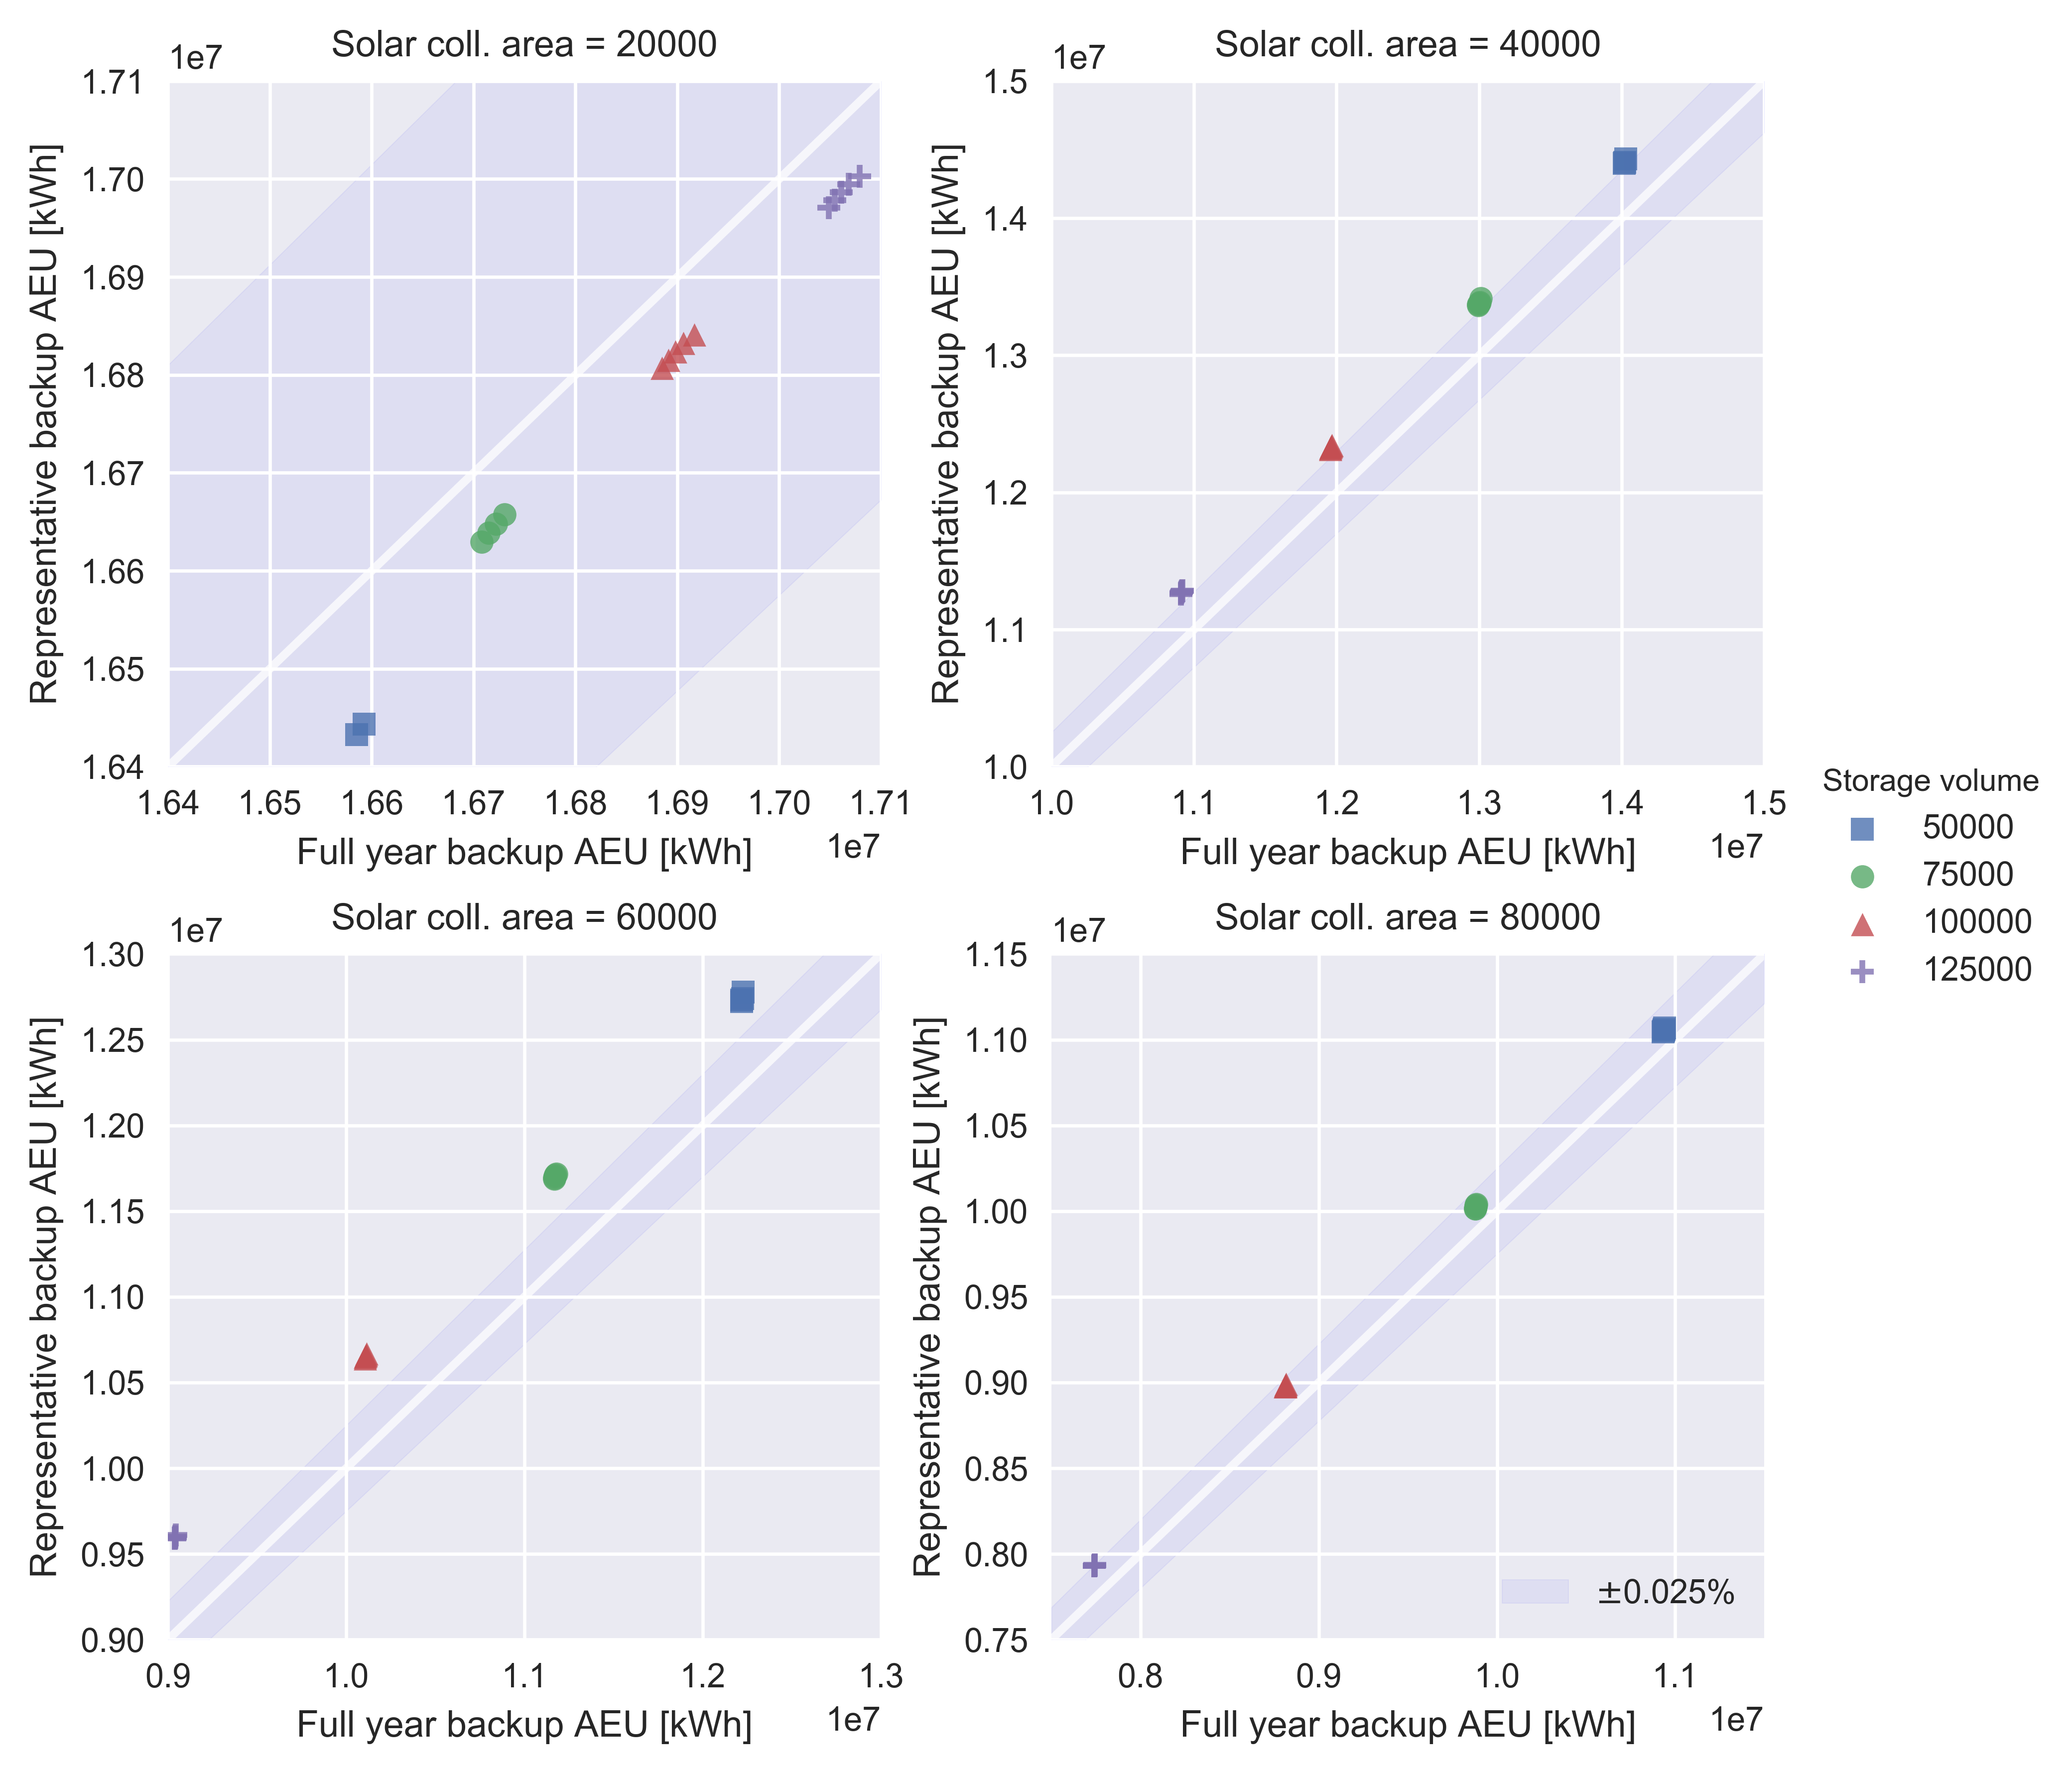 Solar coll. area = 20000
1e7
1.71
1.70
1.69
1.68
1.67
1.66
1.65
1.64
Representative backup AEU [kWh]
1.64 1.65 1.66 1.67 1.68 1.69 1.70 1.71
Full year backup AEU [kWh]
1e7
Solar coll. area = 40000
1e7
1.5
1.4
1.3
1.2
1.1
1.0
Representative backup AEU [kWh]
1.0 1.1 1.2 1.3 1.4 1.5
Full year backup AEU [kWh]
1e7
Storage volume
50000
75000
100000
125000
Solar coll. area = 60000
1e7
1.30
1.25
1.20
1.15
1.10
1.05
1.00
0.95
0.90
Representative backup AEU [kWh]
0.9 1.0 1.1 1.2 1.3
Full year backup AEU [kWh]
1e7
Solar coll. area = 80000
1e7
1.15
1.10
1.05
1.00
0.95
0.90
0.85
0.80
0.75
Representative backup AEU [kWh]
±0.025%
0.8 0.9 1.0 1.1
Full year backup AEU [kWh]
1e7